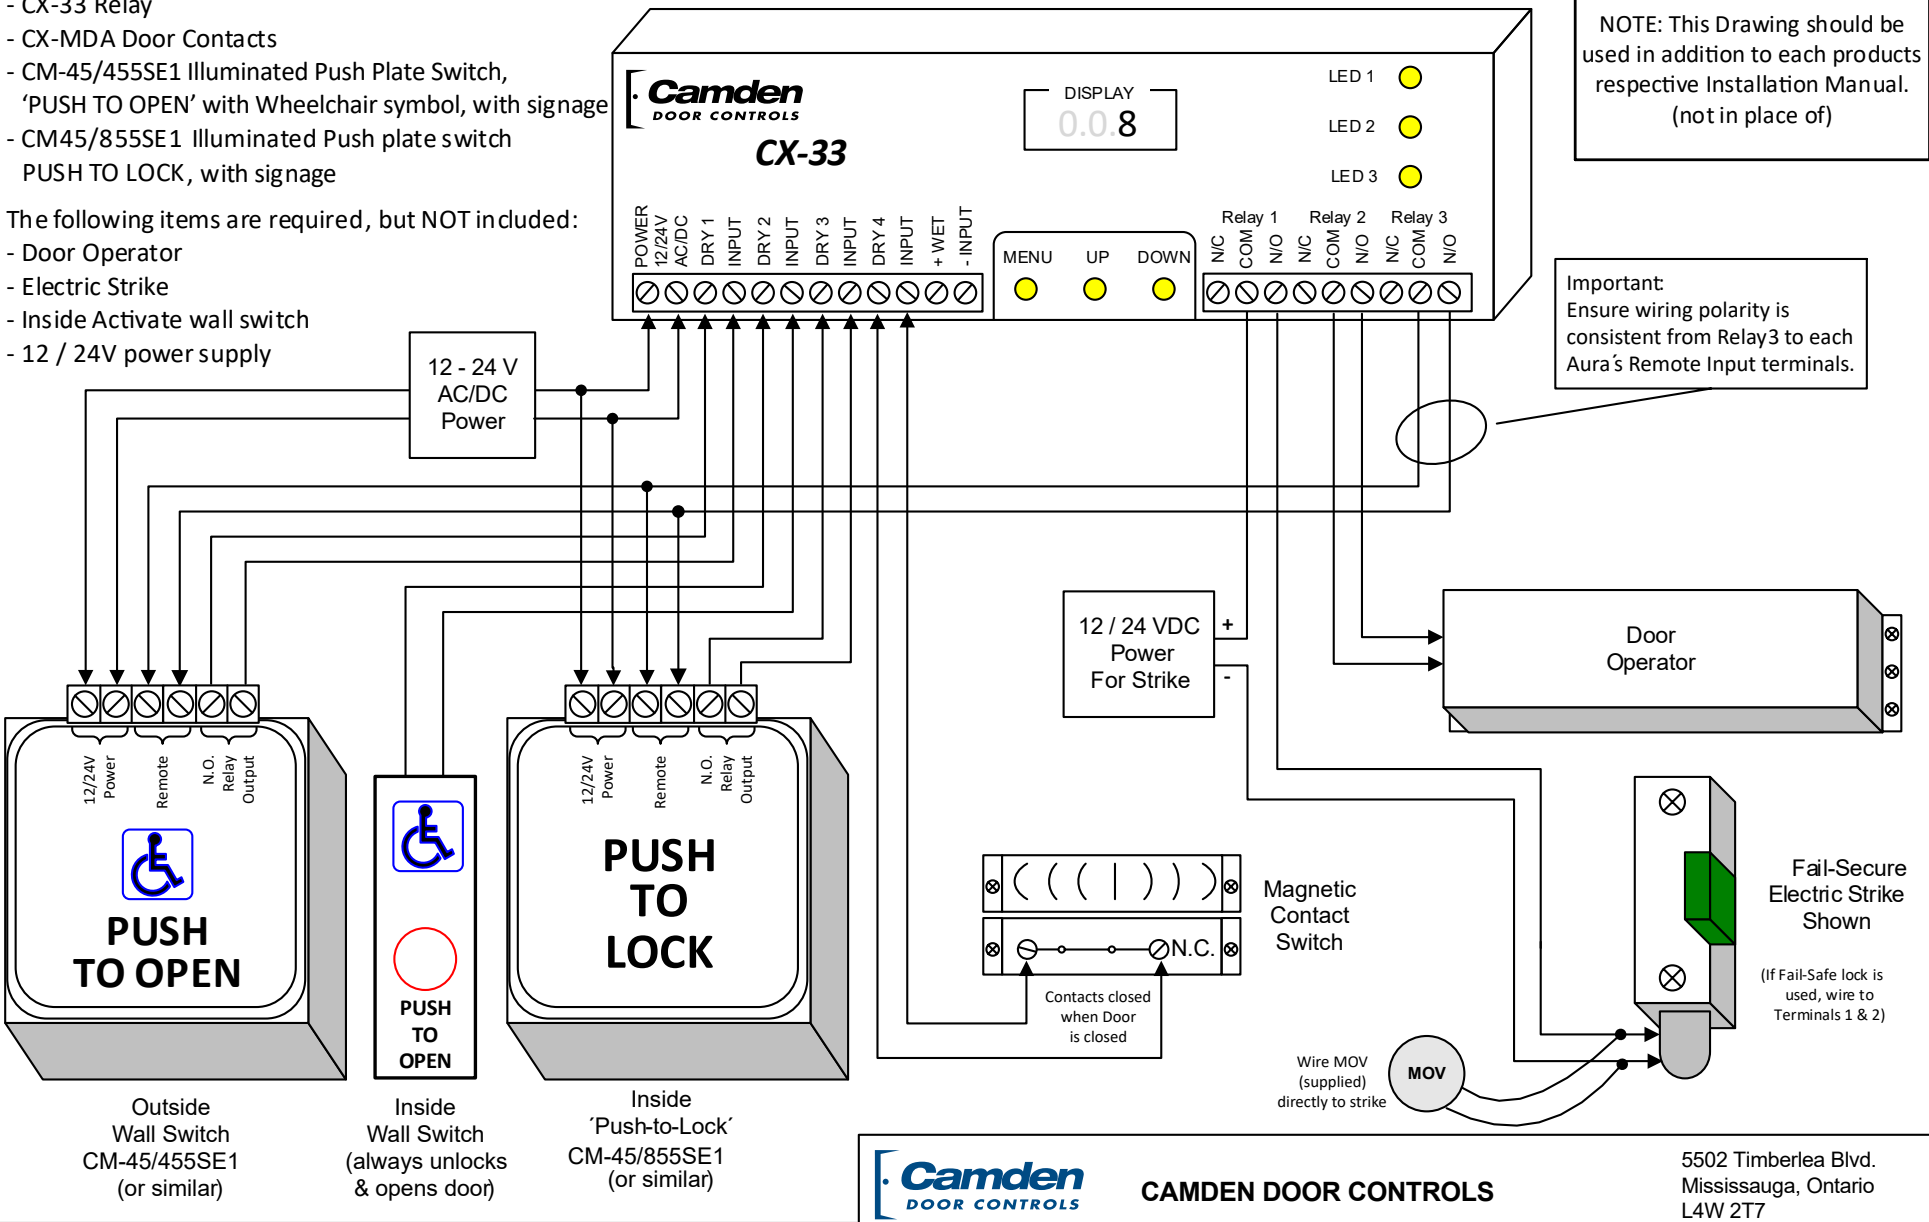 - CX-33 Relay
- CX-MDA Door Contacts
- CM-45/455SE1 Illuminated Push Plate Switch,
‘PUSH TO OPEN’ with Wheelchair symbol, with signage
- CM45/855SE1 Illuminated Push plate switch
PUSH TO LOCK, with signage
The following items are required, but NOT included:
- Door Operator
- Electric Strike
- Inside Activate wall switch
- 12 / 24V power supply
Camden
DOOR CONTROLS
CX-33
DISPLAY
0.0.8
LED 1
LED 2
LED 3
POWER
12/24V
AC/DC
DRY 1
INPUT
DRY 2
INPUT
DRY 3
INPUT
DRY 4
INPUT
+ WET
- INPUT
MENU
UP
DOWN
Relay 1
Relay 2
Relay 3
N/C
COM
N/O
N/C
COM
N/O
N/C
COM
N/O
NOTE: This Drawing should be
used in addition to each products
respective Installation Manual.
(not in place of)
Important:
Ensure wiring polarity is
consistent from Relay3 to each
Aura´s Remote Input terminals.
12 - 24 V
AC/DC
Power
12 / 24 VDC
Power
For Strike
+
-
Door
Operator
12/24V
Power
Remote
N.O.
Relay
Output
PUSH
TO OPEN
PUSH
TO
OPEN
12/24V
Power
Remote
N.O.
Relay
Output
PUSH
TO
LOCK
N.C.
Magnetic
Contact
Switch
Contacts closed
when Door
is closed
Fail-Secure
Electric Strike
Shown
(If Fail-Safe lock is
used, wire to
Terminals 1 & 2)
Wire MOV
(supplied)
directly to strike
MOV
Outside
Wall Switch
CM-45/455SE1
(or similar)
Inside
Wall Switch
(always unlocks
& opens door)
Inside
´Push-to-Lock´
CM-45/855SE1
(or similar)
Camden
DOOR CONTROLS
CAMDEN DOOR CONTROLS
5502 Timberlea Blvd.
Mississauga, Ontario
L4W 2T7